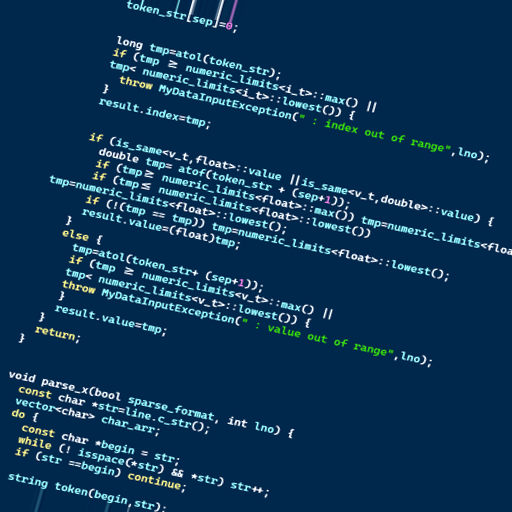 token_str[sep]=0;
long tmp=atol(token_str);
if (tmp ≥ numeric_limits<i_t>::max() ||
tmp< numeric_limits<i_t>::lowest()) {
throw MyDataInputException(" : index out of range",lno);
}
result.index=tmp;
if (is_same<v_t,float>::value ||is_same<v_t,double>::value) {
double tmp= atof(token_str + (sep+1));
if (tmp≥ numeric_limits<float>::max()) tmp=numeric_limits<floa
if (tmp≤ numeric_limits<float>::lowest())
tmp=numeric_limits<float>::lowest();
if (!(tmp == tmp)) tmp=numeric_limits<float>::lowest();
result.value=(float)tmp;
}
else {
tmp=atol(token_str+ (sep+1));
if (tmp ≥ numeric_limits<v_t>::max() ||
tmp< numeric_limits<v_t>::lowest()) {
throw MyDataInputException(" : value out of range",lno);
}
result.value=tmp;
}
return;
}
void parse_x(bool sparse_format, int lno) {
const char *str=line.c_str();
vector<char> char_arr;
do {
const char *begin = str;
while (! isspace(*str) && *str) str++;
if (str ==begin) continue;
string token(begin,str);